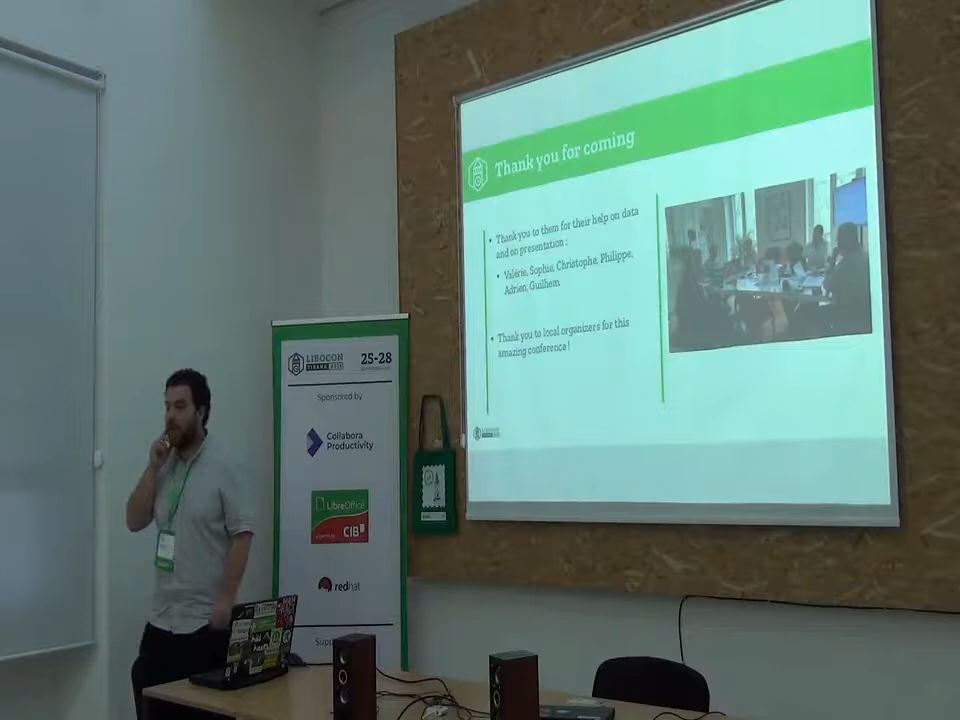 Thank you for coming
Thank you to them for their help on data
and on presentation :
Valérie, Sophie, Christophe, Philippe,
Adrien, Guilhem
Thank you to local organizers for this
amazing conference !
LIBOCON
TIRANA
25-28
Sponsored by
Collabora
Productivity
LibreOffice
CIB
redhat